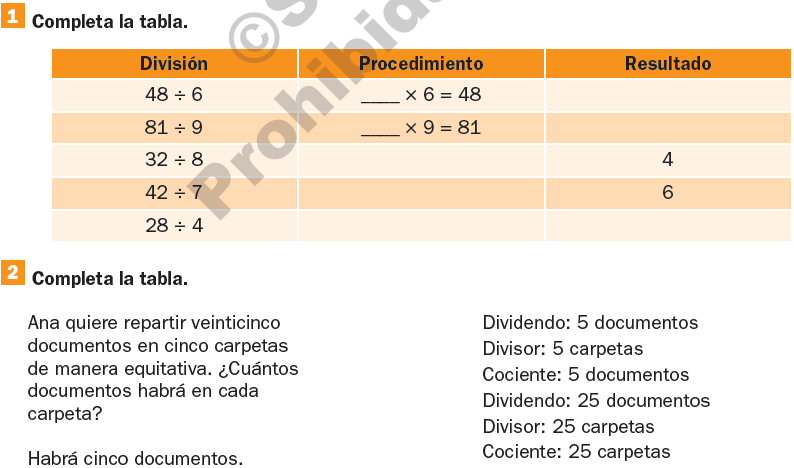 1 Completa la tabla.
División Procedimiento Resultado
48 ÷ 6 ____ × 6 = 48
81 ÷ 9 ____ × 9 = 81
32 ÷ 8 4
42 ÷ 7 6
28 ÷ 4
2 Completa la tabla.
Ana quiere repartir veinticinco
documentos en cinco carpetas
de manera equitativa. ¿Cuántos
documentos habrá en cada
carpeta?
Habrá cinco documentos.
Dividendo: 5 documentos
Divisor: 5 carpetas
Cociente: 5 documentos
Dividendo: 25 documentos
Divisor: 25 carpetas
Cociente: 25 carpetas
© S
Prohibid